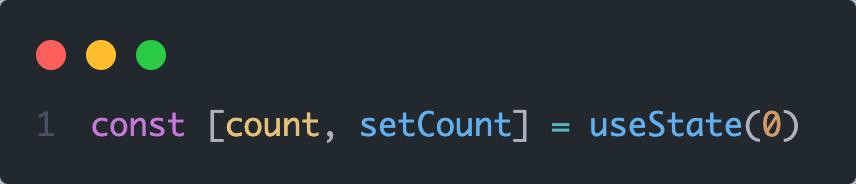 1 const [count, setCount] = useState(0)